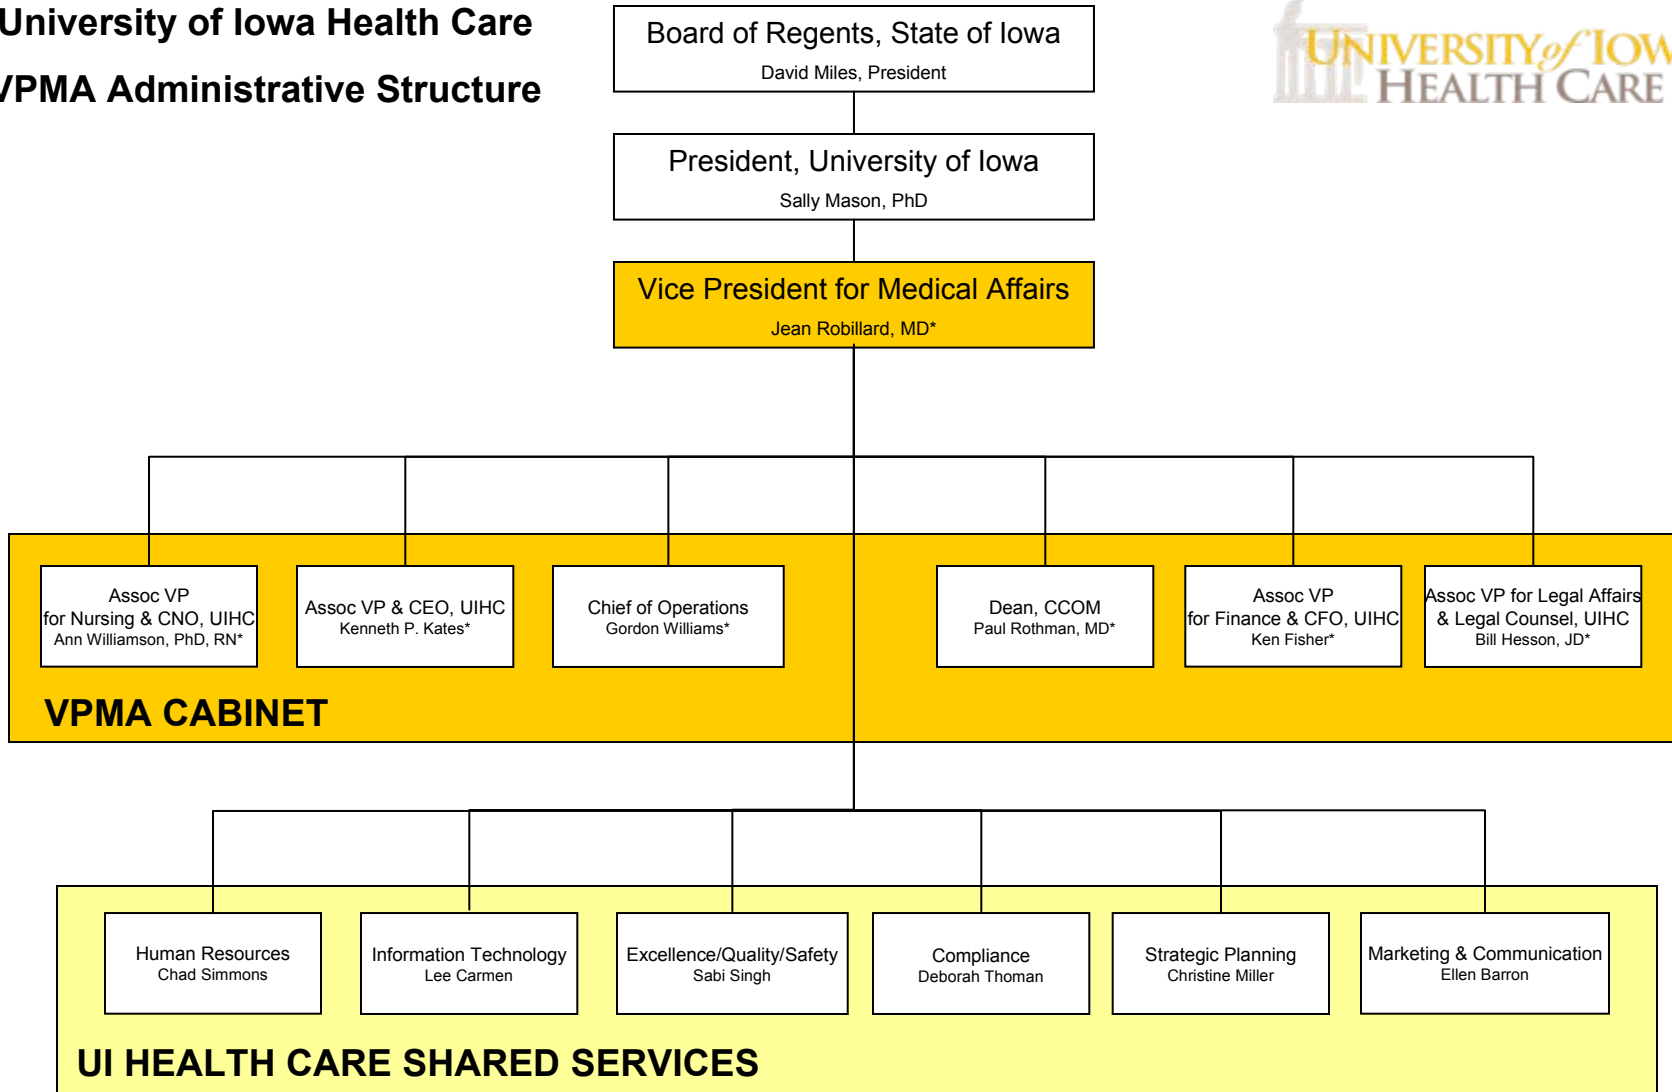 University of Iowa Health Care
VPMA Administrative Structure
Board of Regents, State of Iowa
David Miles, President
UNIVERSITY of IOW
HEALTH CARE
President, University of Iowa
Sally Mason, PhD
Vice President for Medical Affairs
Jean Robillard, MD*
Assoc VP
for Nursing & CNO, UIHC
Ann Williamson, PhD, RN*
Assoc VP & CEO, UIHC
Kenneth P. Kates*
Chief of Operations
Gordon Williams*
Dean, CCOM
Paul Rothman, MD*
Assoc VP
for Finance & CFO, UIHC
Ken Fisher*
Assoc VP for Legal Affairs
& Legal Counsel, UIHC
Bill Hesson, JD*
VPMA CABINET
Human Resources
Chad Simmons
Information Technology
Lee Carmen
Excellence/Quality/Safety
Sabi Singh
Compliance
Deborah Thoman
Strategic Planning
Christine Miller
Marketing & Communication
Ellen Barron
UI HEALTH CARE SHARED SERVICES